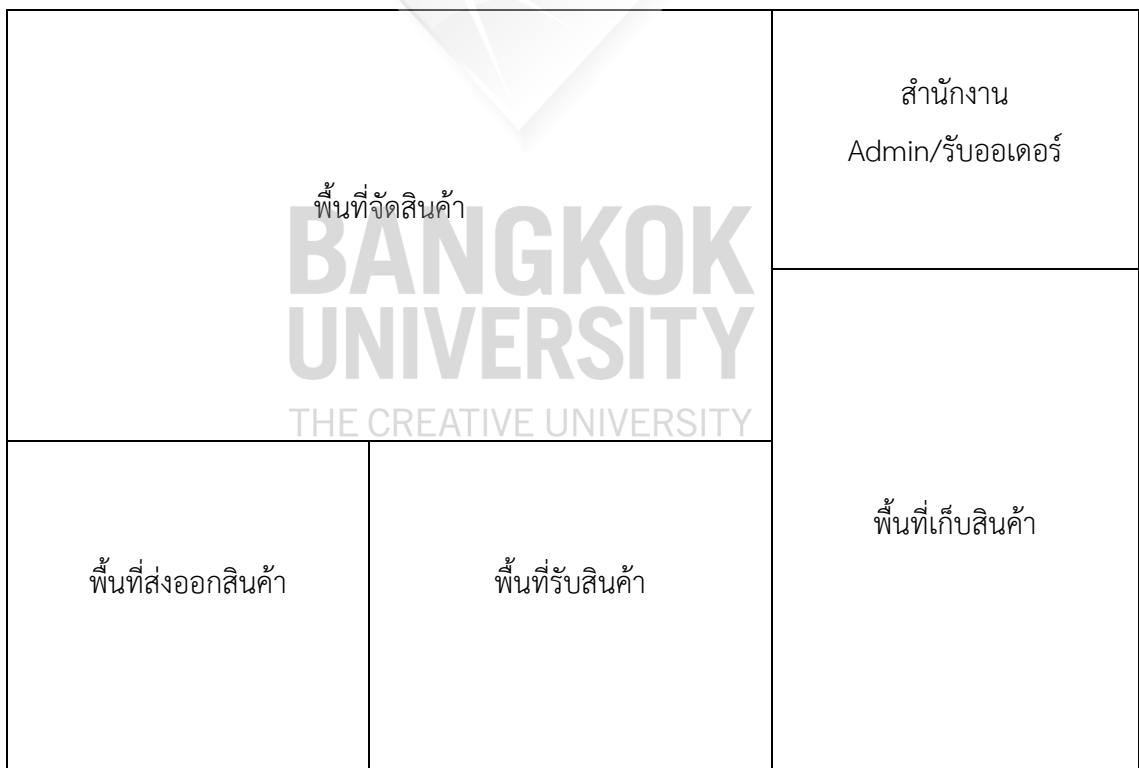 สำนักงาน
Admin/รับออเดอร์
พื้นที่จัดสินค้า
BANGKOK
UNIVERSITY
THE CREATIVE UNIVERSITY
พื้นที่เก็บสินค้า
พื้นที่ส่งออกสินค้า
พื้นที่รับสินค้า